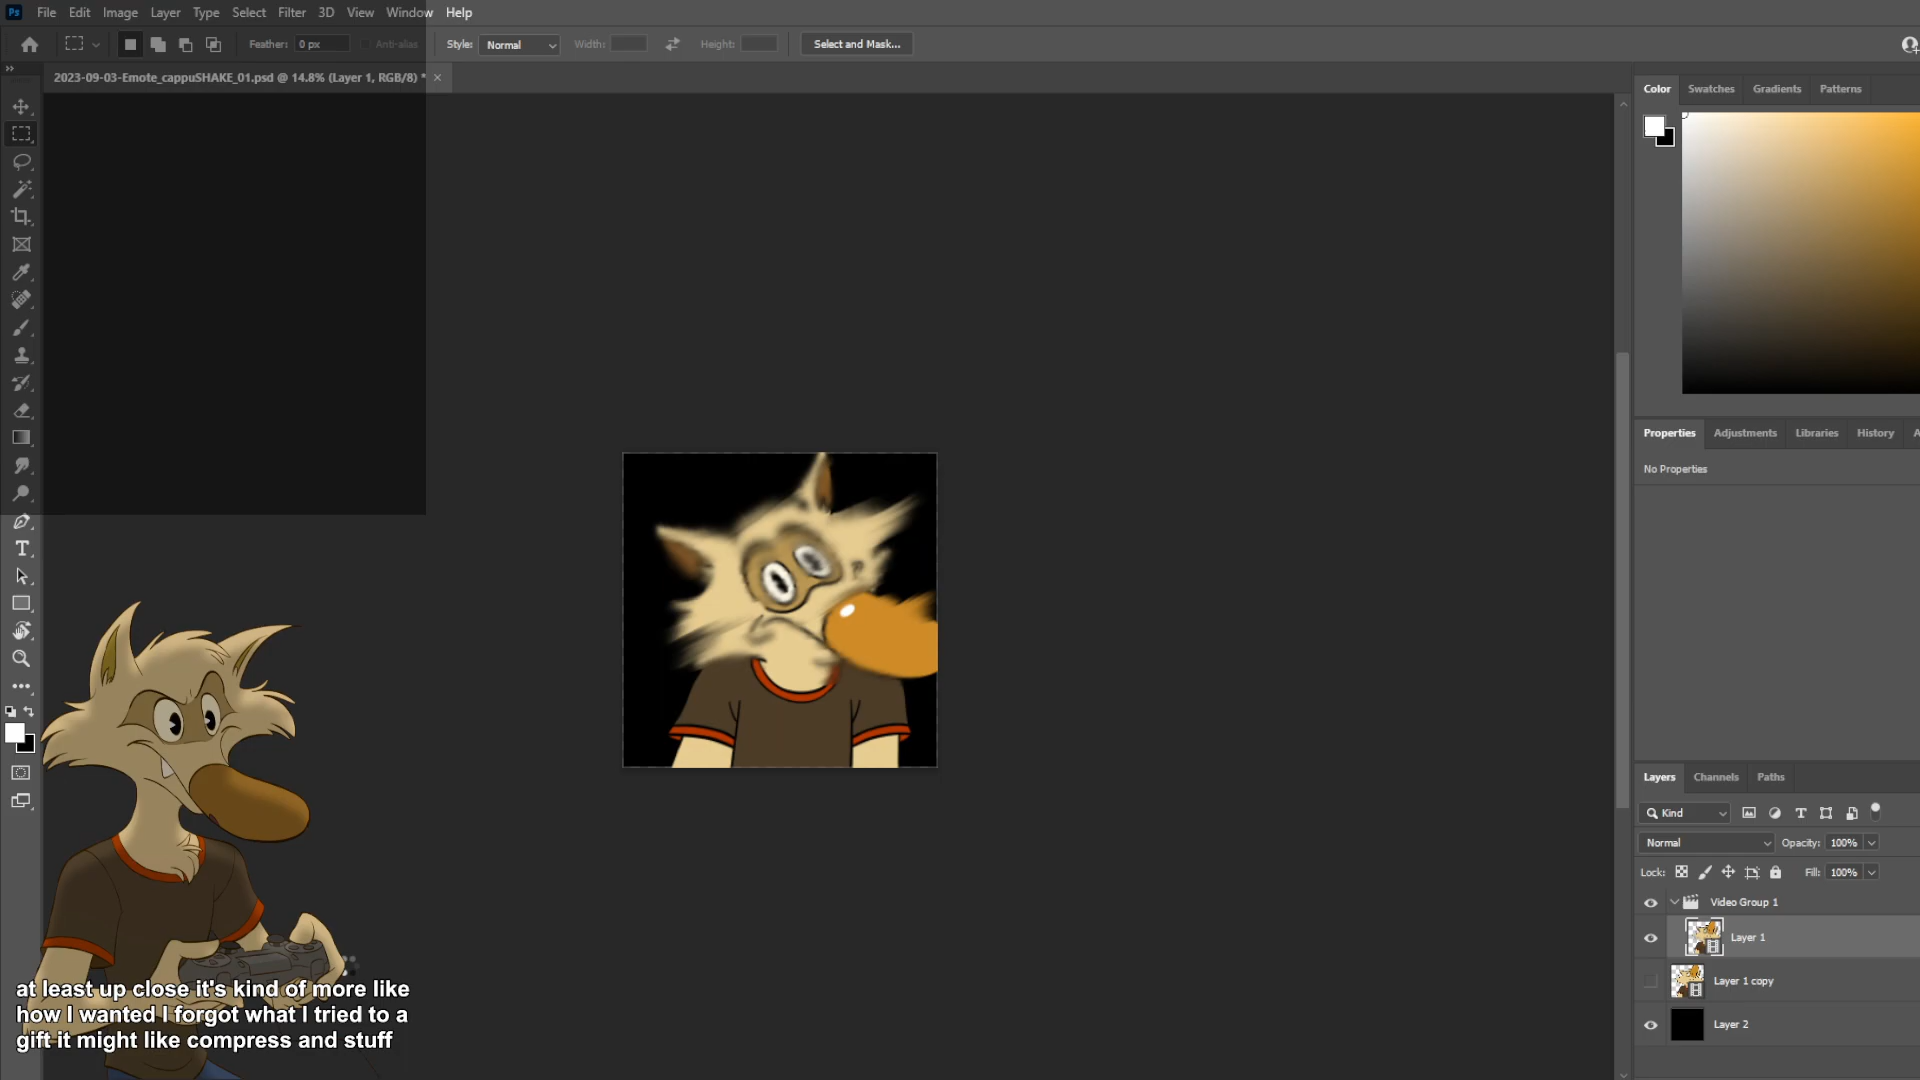 Ps File Edit Image Layer Type Select Filter 3D View Window Help
Feather: 0 px Anti-alias Style: Normal Width: Height: Select and Mask...
2023-09-03-Emote_cappuSHAKE_01.psd @ 14.8% (Layer 1, RGB/8) *
Color Swatches Gradients Patterns
Properties Adjustments Libraries History
No Properties
Layers Channels Paths
Kind
Normal Opacity: 100%
Lock: Fill: 100%
Video Group 1
Layer 1
Layer 1 copy
Layer 2
at least up close it's kind of more like
how I wanted I forgot what I tried to a
gift it might like compress and stuff